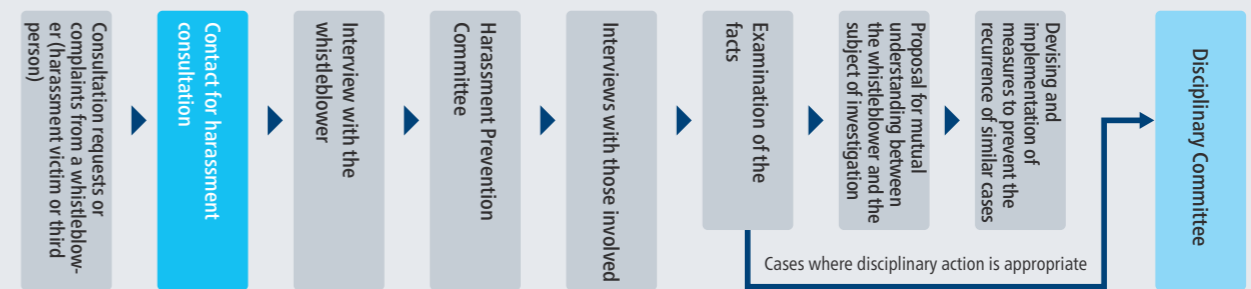 Consultation requests or
complaints from a whistleblow-
er (harassment victim or third
person)
Contact for harassment
consultation
Interview with the
whistleblower
Harassment Prevention
Committee
Interviews with those involved
Examination of the
facts
Proposal for mutual
understanding between
the whistleblower and the
subject of investigation
Devising and
implementation of
measures to prevent the
recurrence of similar cases
Disciplinary Committee
Cases where disciplinary action is appropriate